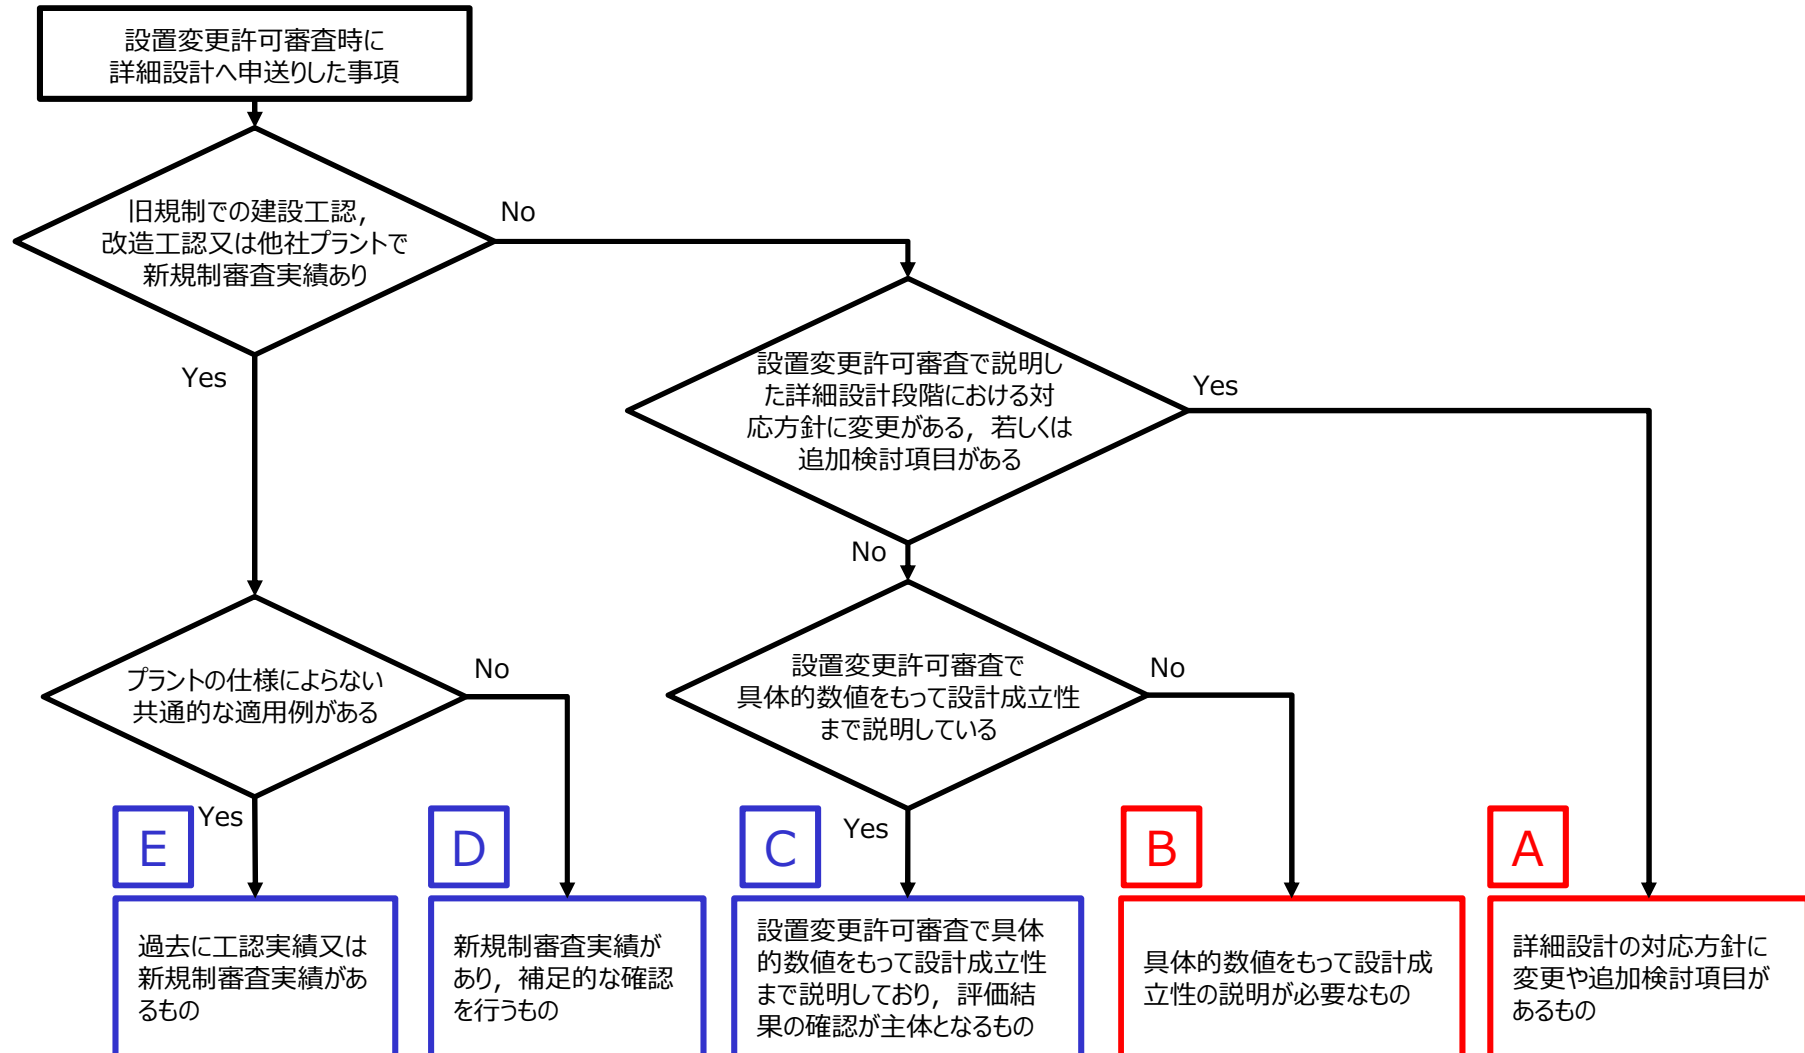 設置変更許可審査時に
詳細設計へ申送りした事項
旧規制での建設工認,
改造工認又は他社プラントで
新規制審査実績あり
No
Yes
設置変更許可審査で説明し
た詳細設計段階における対
応方針に変更がある, 若しくは
追加検討項目がある
Yes
No
プラントの仕様によらない
共通的な適用例がある
No
Yes
設置変更許可審査で
具体的数値をもって設計成立性
まで説明している
No
Yes
E
過去に工認実績又は
新規制審査実績があ
るもの
D
新規制審査実績が
あり, 補足的な確認
を行うもの
C
設置変更許可審査で具体
的数値をもって設計成立性
まで説明しており, 評価結
果の確認が主体となるもの
B
具体的数値をもって設計成
立性の説明が必要なもの
A
詳細設計の対応方針に
変更や追加検討項目が
あるもの